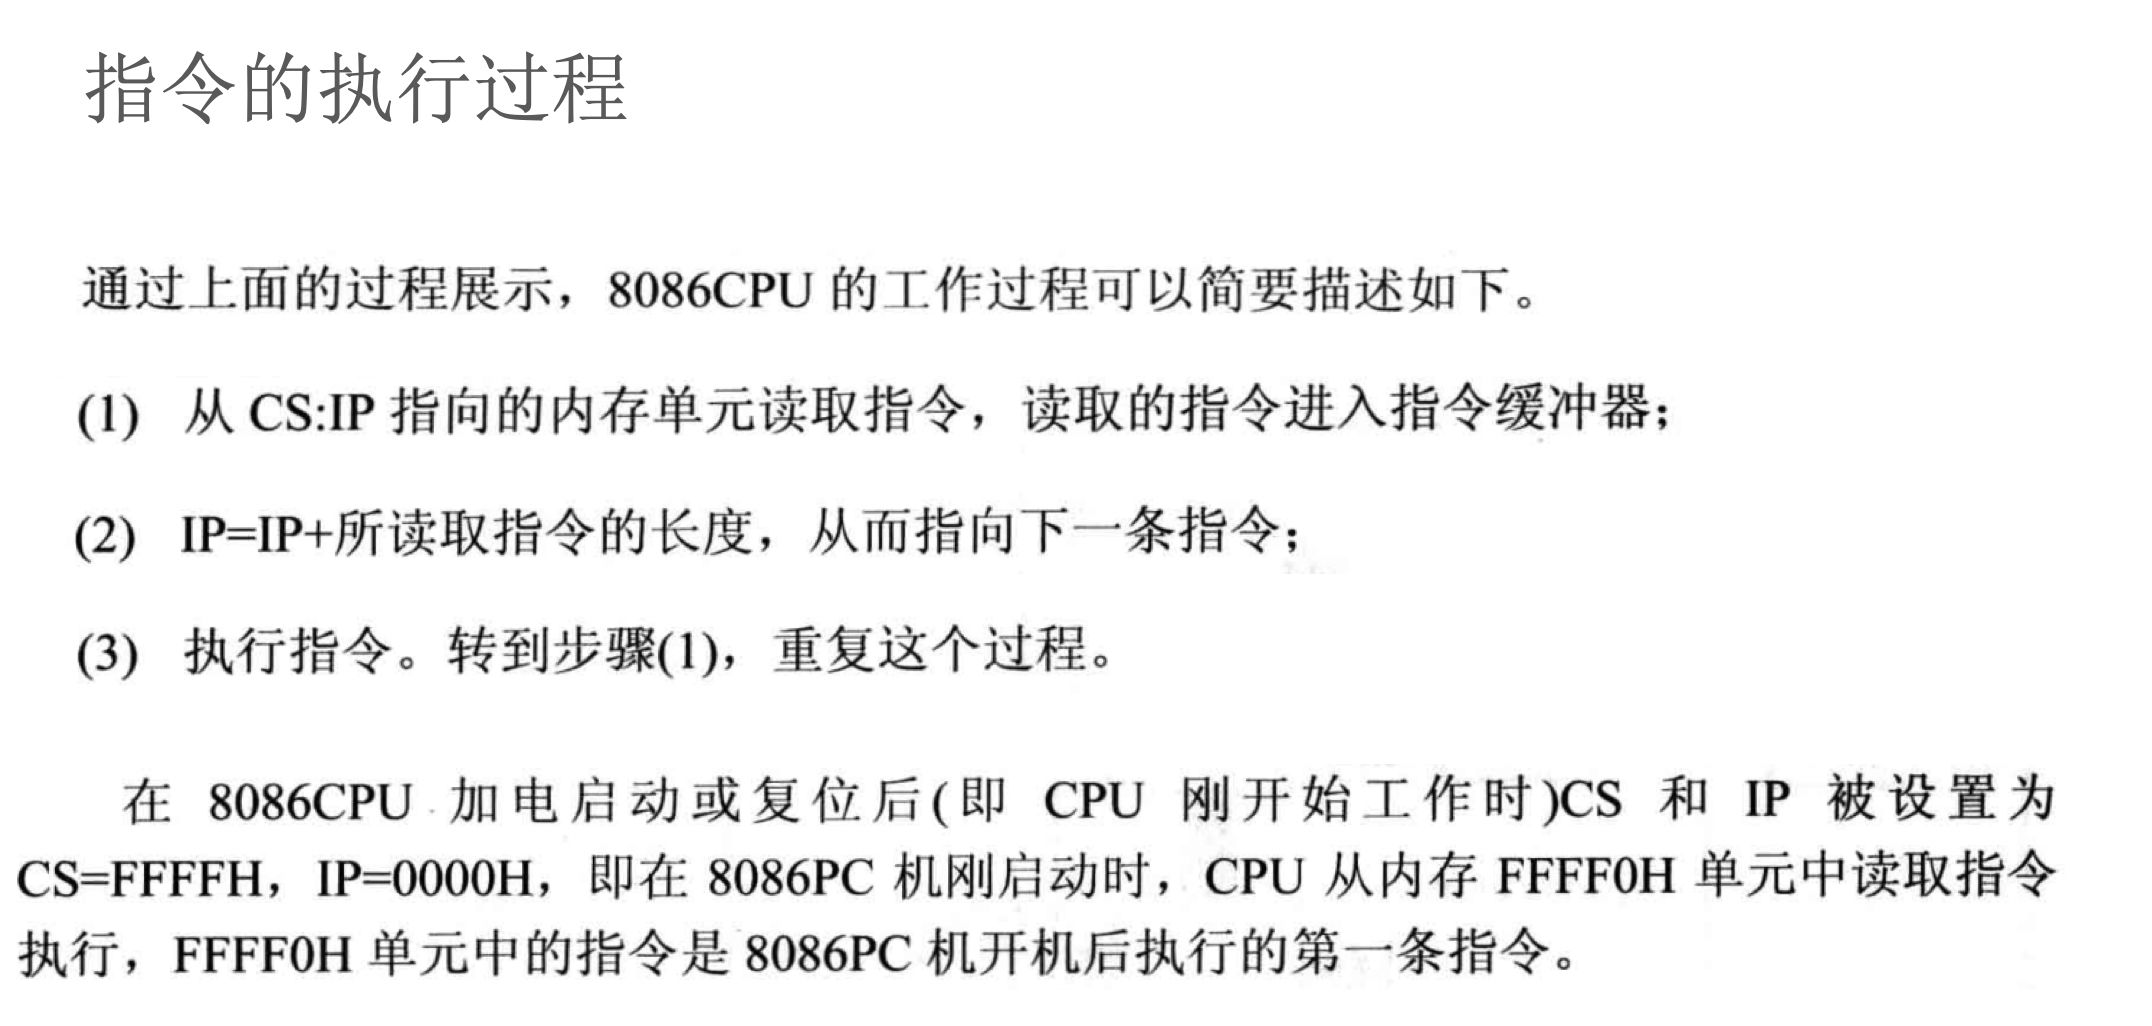 指令的执行过程
通过上面的过程展示，8086CPU 的工作过程可以简要描述如下。
(1) 从 CS:IP 指向的内存单元读取指令，读取的指令进入指令缓冲器；
(2) IP=IP+所读取指令的长度，从而指向下一条指令；
(3) 执行指令。转到步骤(1)，重复这个过程。
在 8086CPU 加电启动或复位后(即 CPU 刚开始工作时)CS 和 IP 被设置为
CS=FFFFH，IP=0000H，即在 8086PC 机刚启动时，CPU 从内存 FFFF0H 单元中读取指令
执行，FFFF0H 单元中的指令是 8086PC 机开机后执行的第一条指令。